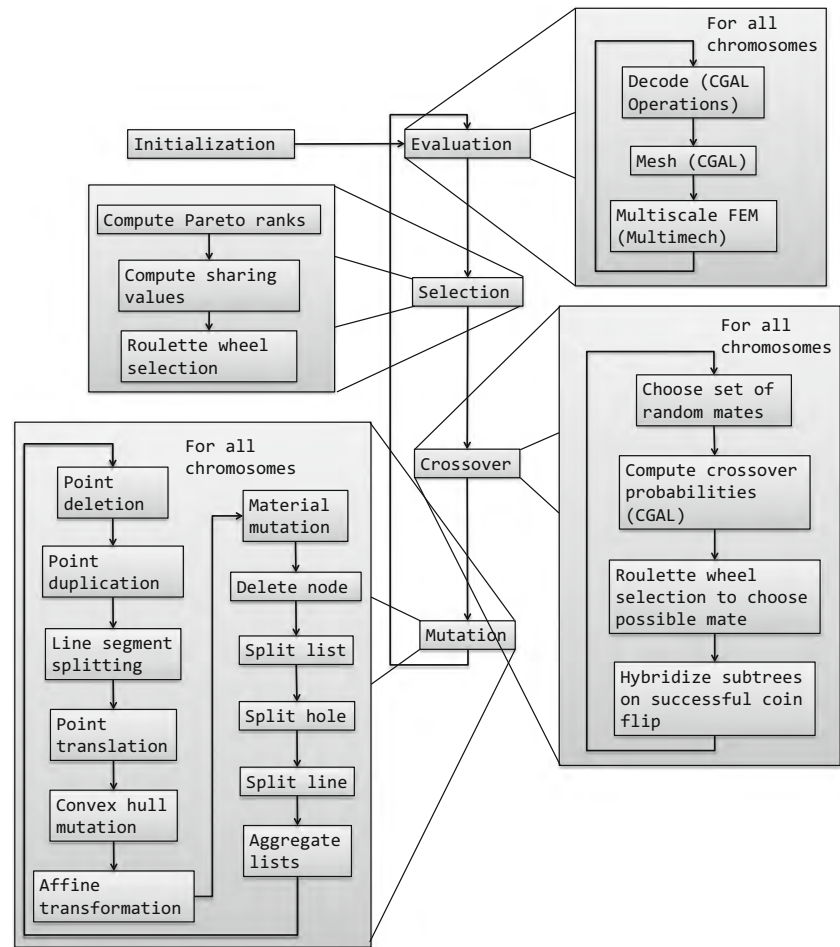 For all
chromosomes
Decode (CGAL
Operations)
Mesh (CGAL)
Multiscale FEM
(Multimech)
Initialization
Evaluation
Compute Pareto ranks
Compute sharing
values
Roulette wheel
selection
Selection
For all
chromosomes
Choose set of
random mates
Compute crossover
probabilities
(CGAL)
Roulette wheel
selection to choose
possible mate
Hybridize subtrees
on successful coin
flip
Crossover
For all
chromosomes
Point
deletion
Point
duplication
Line segment
splitting
Point
translation
Convex hull
mutation
Affine
transformation
Material
mutation
Delete node
Split list
Split hole
Split line
Aggregate
lists
Mutation